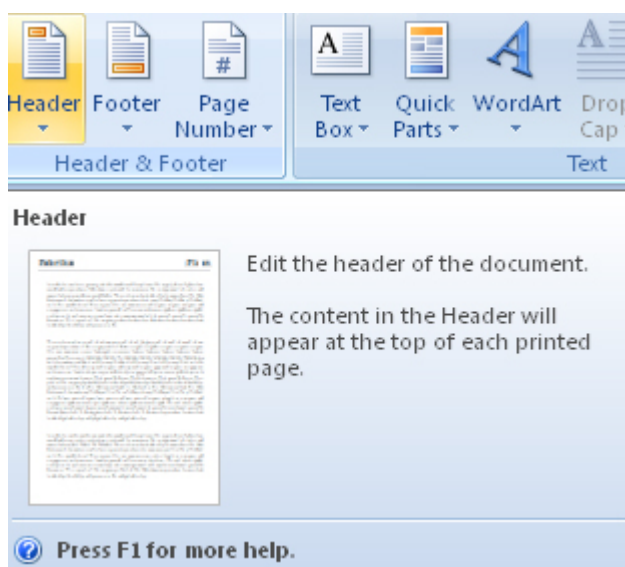 Header Footer Page Number
Text Box Quick Parts WordArt Drop Cap
Header & Footer Text
Header
Edit the header of the document.
The content in the Header will
appear at the top of each printed
page.
Press F1 for more help.